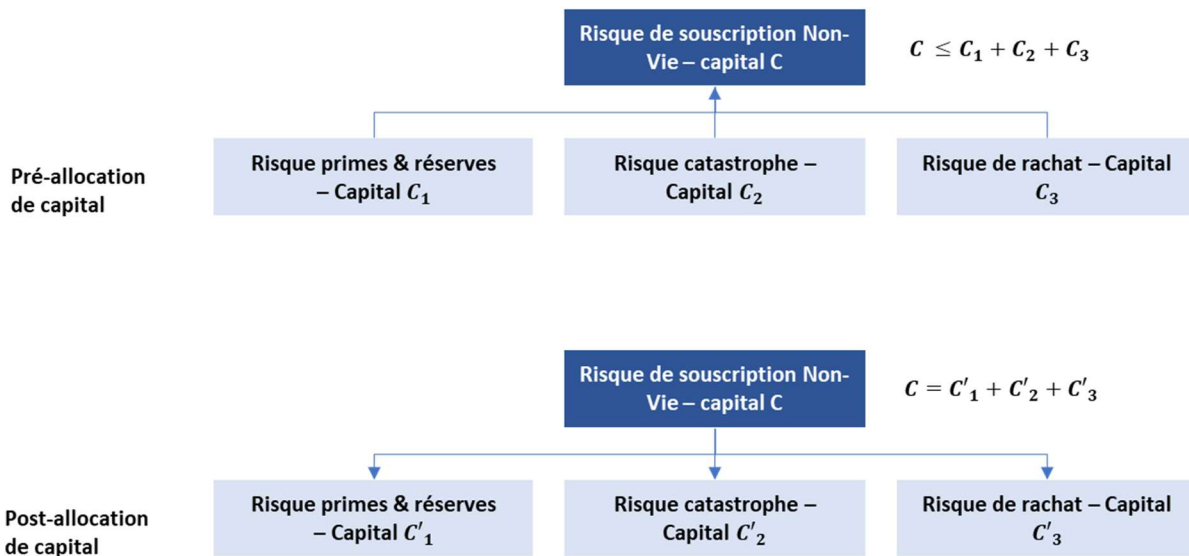 Risque de souscription Non-
Vie – capital C
C ≤ C₁ + C₂ + C₃
Pré-allocation
de capital
Risque primes & réserves
– Capital C₁
Risque catastrophe –
Capital C₂
Risque de rachat – Capital
C₃
Risque de souscription Non-
Vie – capital C
C = C′₁ + C′₂ + C′₃
Post-allocation
de capital
Risque primes & réserves
– Capital C′₁
Risque catastrophe –
Capital C′₂
Risque de rachat – Capital
C′₃